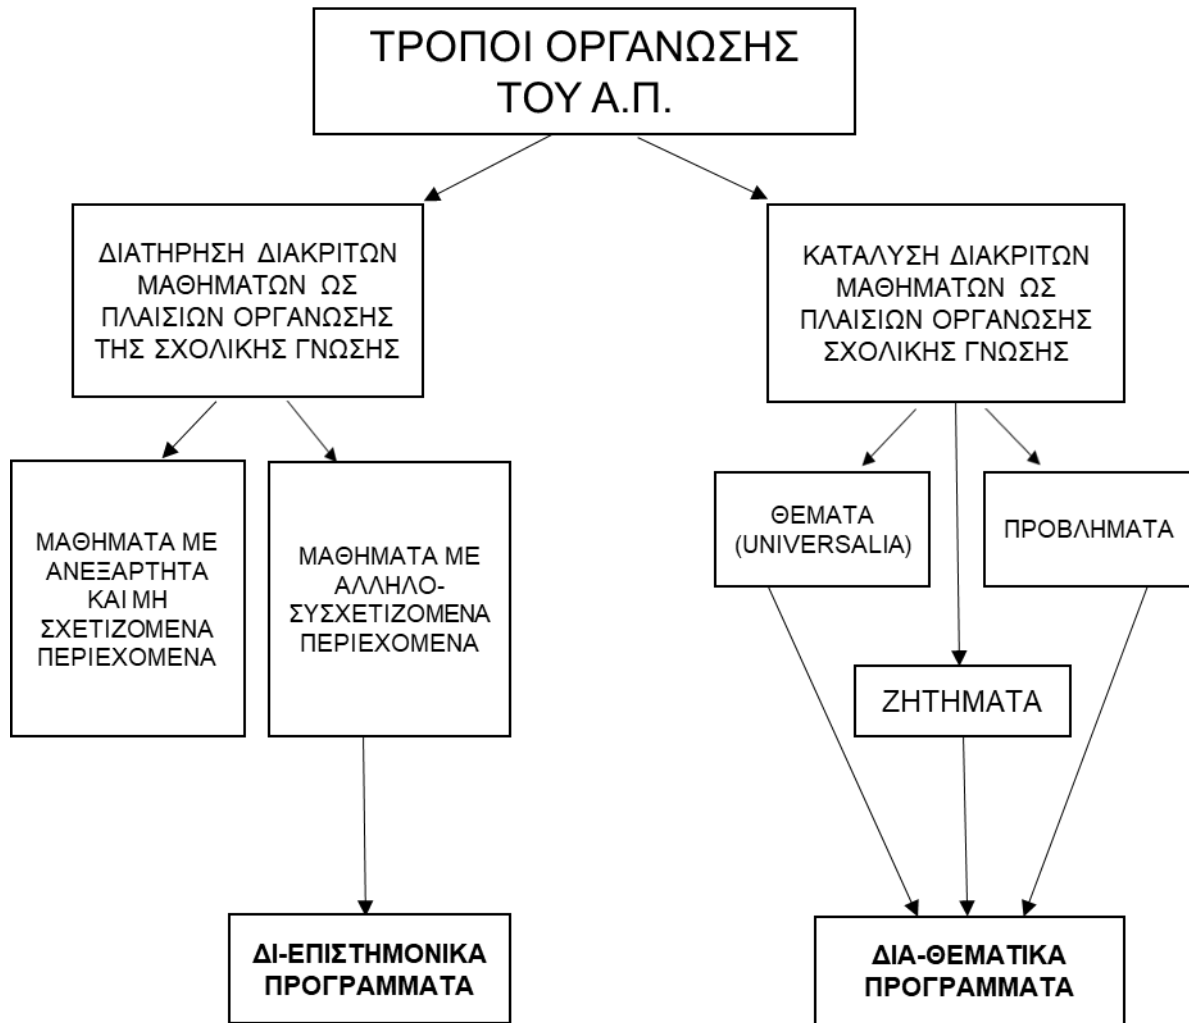 ΤΡΟΠΟΙ ΟΡΓΑΝΩΣΗΣ
ΤΟΥ Α.Π.
ΔΙΑΤΗΡΗΣΗ ΔΙΑΚΡΙΤΩΝ
ΜΑΘΗΜΑΤΩΝ ΩΣ
ΠΛΑΙΣΙΩΝ ΟΡΓΑΝΩΣΗΣ
ΤΗΣ ΣΧΟΛΙΚΗΣ ΓΝΩΣΗΣ
ΚΑΤΑΛΥΣΗ ΔΙΑΚΡΙΤΩΝ
ΜΑΘΗΜΑΤΩΝ ΩΣ
ΠΛΑΙΣΙΩΝ ΟΡΓΑΝΩΣΗΣ
ΣΧΟΛΙΚΗΣ ΓΝΩΣΗΣ
ΜΑΘΗΜΑΤΑ ΜΕ
ΑΝΕΞΑΡΤΗΤΑ
ΚΑΙ ΜΗ
ΣΧΕΤΙΖΟΜΕΝΑ
ΠΕΡΙΕΧΟΜΕΝΑ
ΜΑΘΗΜΑΤΑ ΜΕ
ΑΛΛΗΛΟ-
ΣΥΣΧΕΤΙΖΟΜΕΝΑ
ΠΕΡΙΕΧΟΜΕΝΑ
ΘΕΜΑΤΑ
(UNIVERSALIA)
ΠΡΟΒΛΗΜΑΤΑ
ΖΗΤΗΜΑΤΑ
ΔΙ-ΕΠΙΣΤΗΜΟΝΙΚΑ
ΠΡΟΓΡΑΜΜΑΤΑ
ΔΙΑ-ΘΕΜΑΤΙΚΑ
ΠΡΟΓΡΑΜΜΑΤΑ